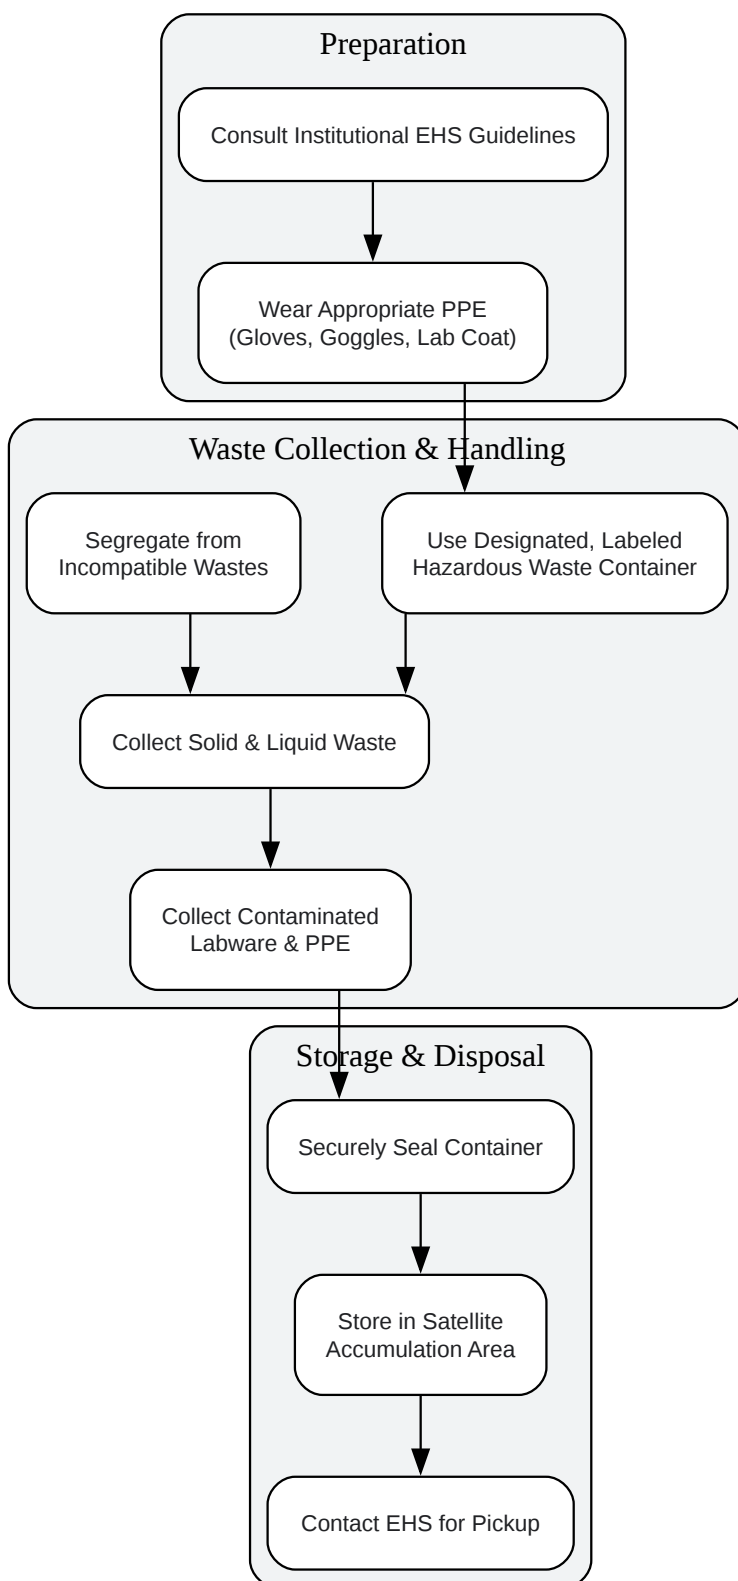 Preparation
Consult Institutional EHS Guidelines
Wear Appropriate PPE
(Gloves, Goggles, Lab Coat)
Waste Collection & Handling
Segregate from
Incompatible Wastes
Use Designated, Labeled
Hazardous Waste Container
Collect Solid & Liquid Waste
Collect Contaminated
Labware & PPE
Storage & Disposal
Securely Seal Container
Store in Satellite
Accumulation Area
Contact EHS for Pickup